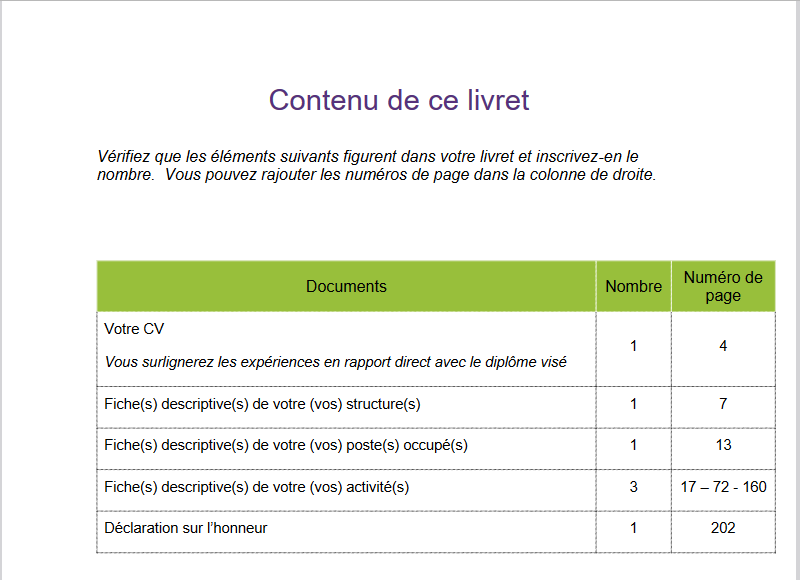 Contenu de ce livret
Vérifiez que les éléments suivants figurent dans votre livret et inscrivez-en le
nombre.  Vous pouvez rajouter les numéros de page dans la colonne de droite.
Documents
Nombre
Numéro de
page
Votre CV
Vous surlignerez les expériences en rapport direct avec le diplôme visé
1
4
Fiche(s) descriptive(s) de votre (vos) structure(s)
1
7
Fiche(s) descriptive(s) de votre (vos) poste(s) occupé(s)
1
13
Fiche(s) descriptive(s) de votre (vos) activité(s)
3
17 – 72 - 160
Déclaration sur l’honneur
1
202